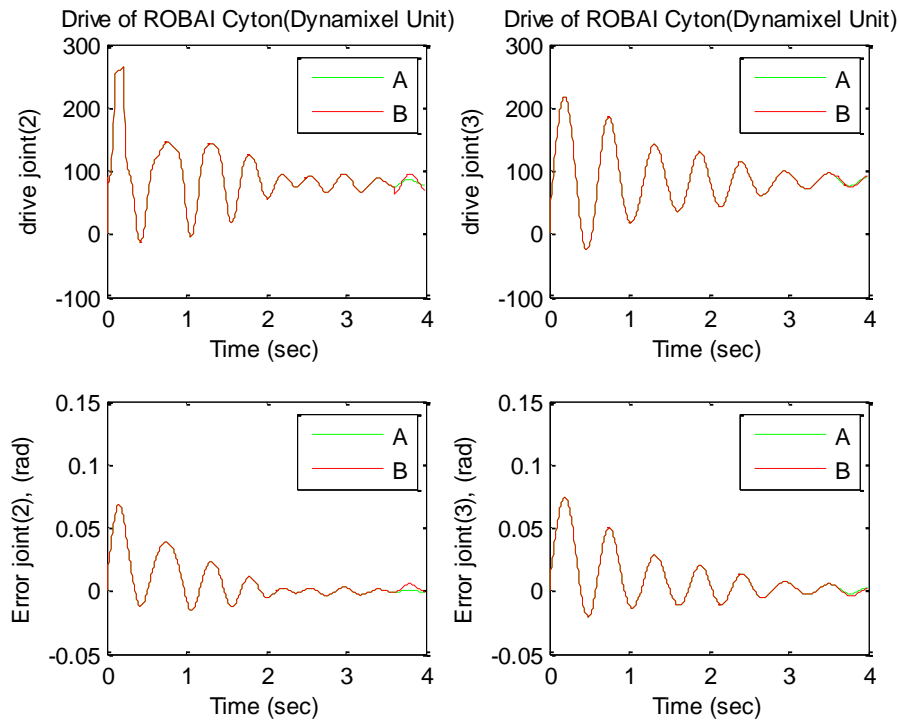 Drive of ROBAI Cyton(Dynamixel Unit)
300
200
100
0
-100
drive joint(2)
A
B
0
1
2
3
4
Time (sec)
Drive of ROBAI Cyton(Dynamixel Unit)
300
200
100
0
-100
drive joint(3)
A
B
0
1
2
3
4
Time (sec)
0.15
0.1
0.05
0
-0.05
Error joint(2), (rad)
A
B
0
1
2
3
4
Time (sec)
0.15
0.1
0.05
0
-0.05
Error joint(3), (rad)
A
B
0
1
2
3
4
Time (sec)